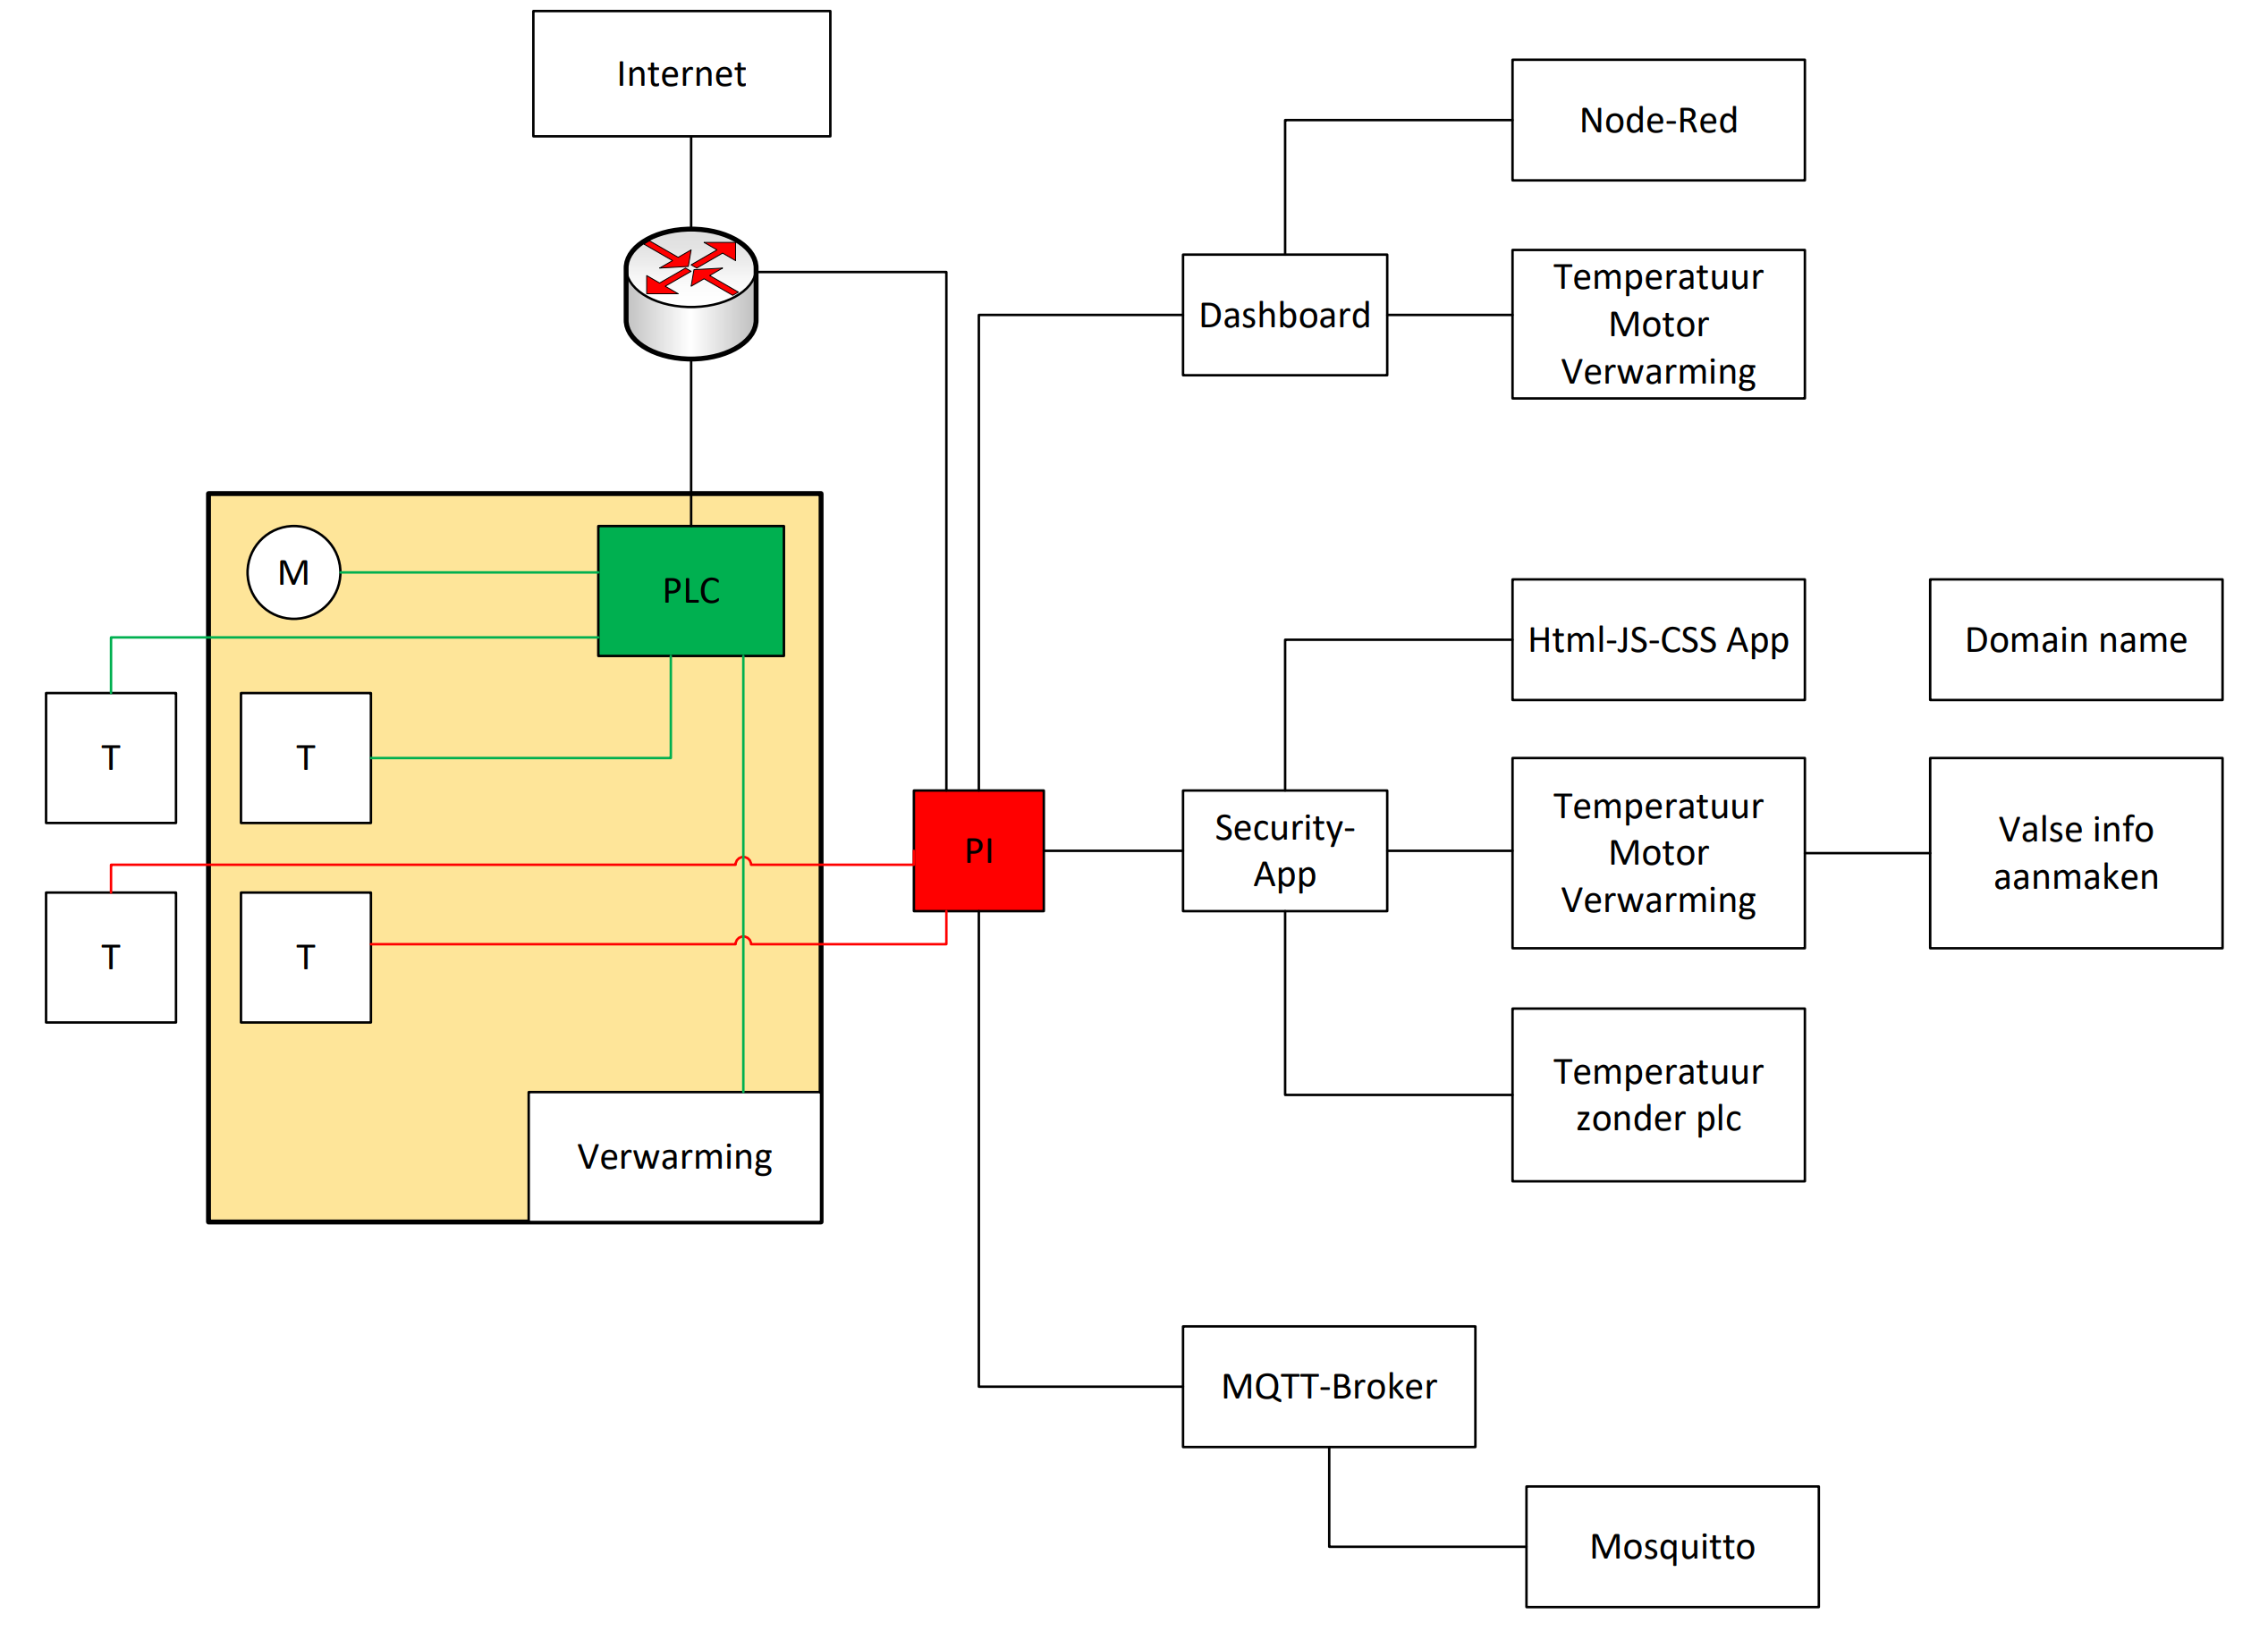 Internet
Node-Red
Dashboard
Temperatuur
Motor
Verwarming
M
PLC
T
T
T
T
Verwarming
PI
Security-
App
Html-JS-CSS App
Domain name
Temperatuur
Motor
Verwarming
Valse info
aanmaken
Temperatuur
zonder plc
MQTT-Broker
Mosquitto